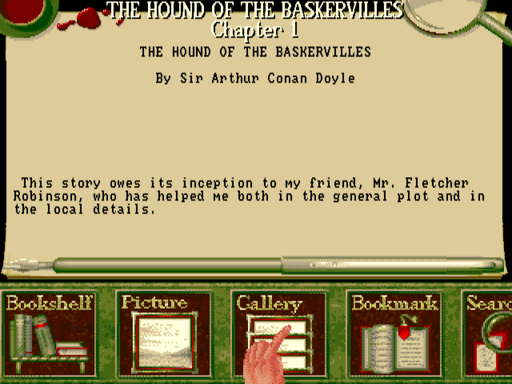 THE HOUND OF THE BASKERVILLES
Chapter 1
THE HOUND OF THE BASKERVILLES
By Sir Arthur Conan Doyle
This story owes its inception to my friend, Mr. Fletcher
Robinson, who has helped me both in the general plot and in
the local details.
Bookshelf
Picture
Gallery
Bookmark
Searc